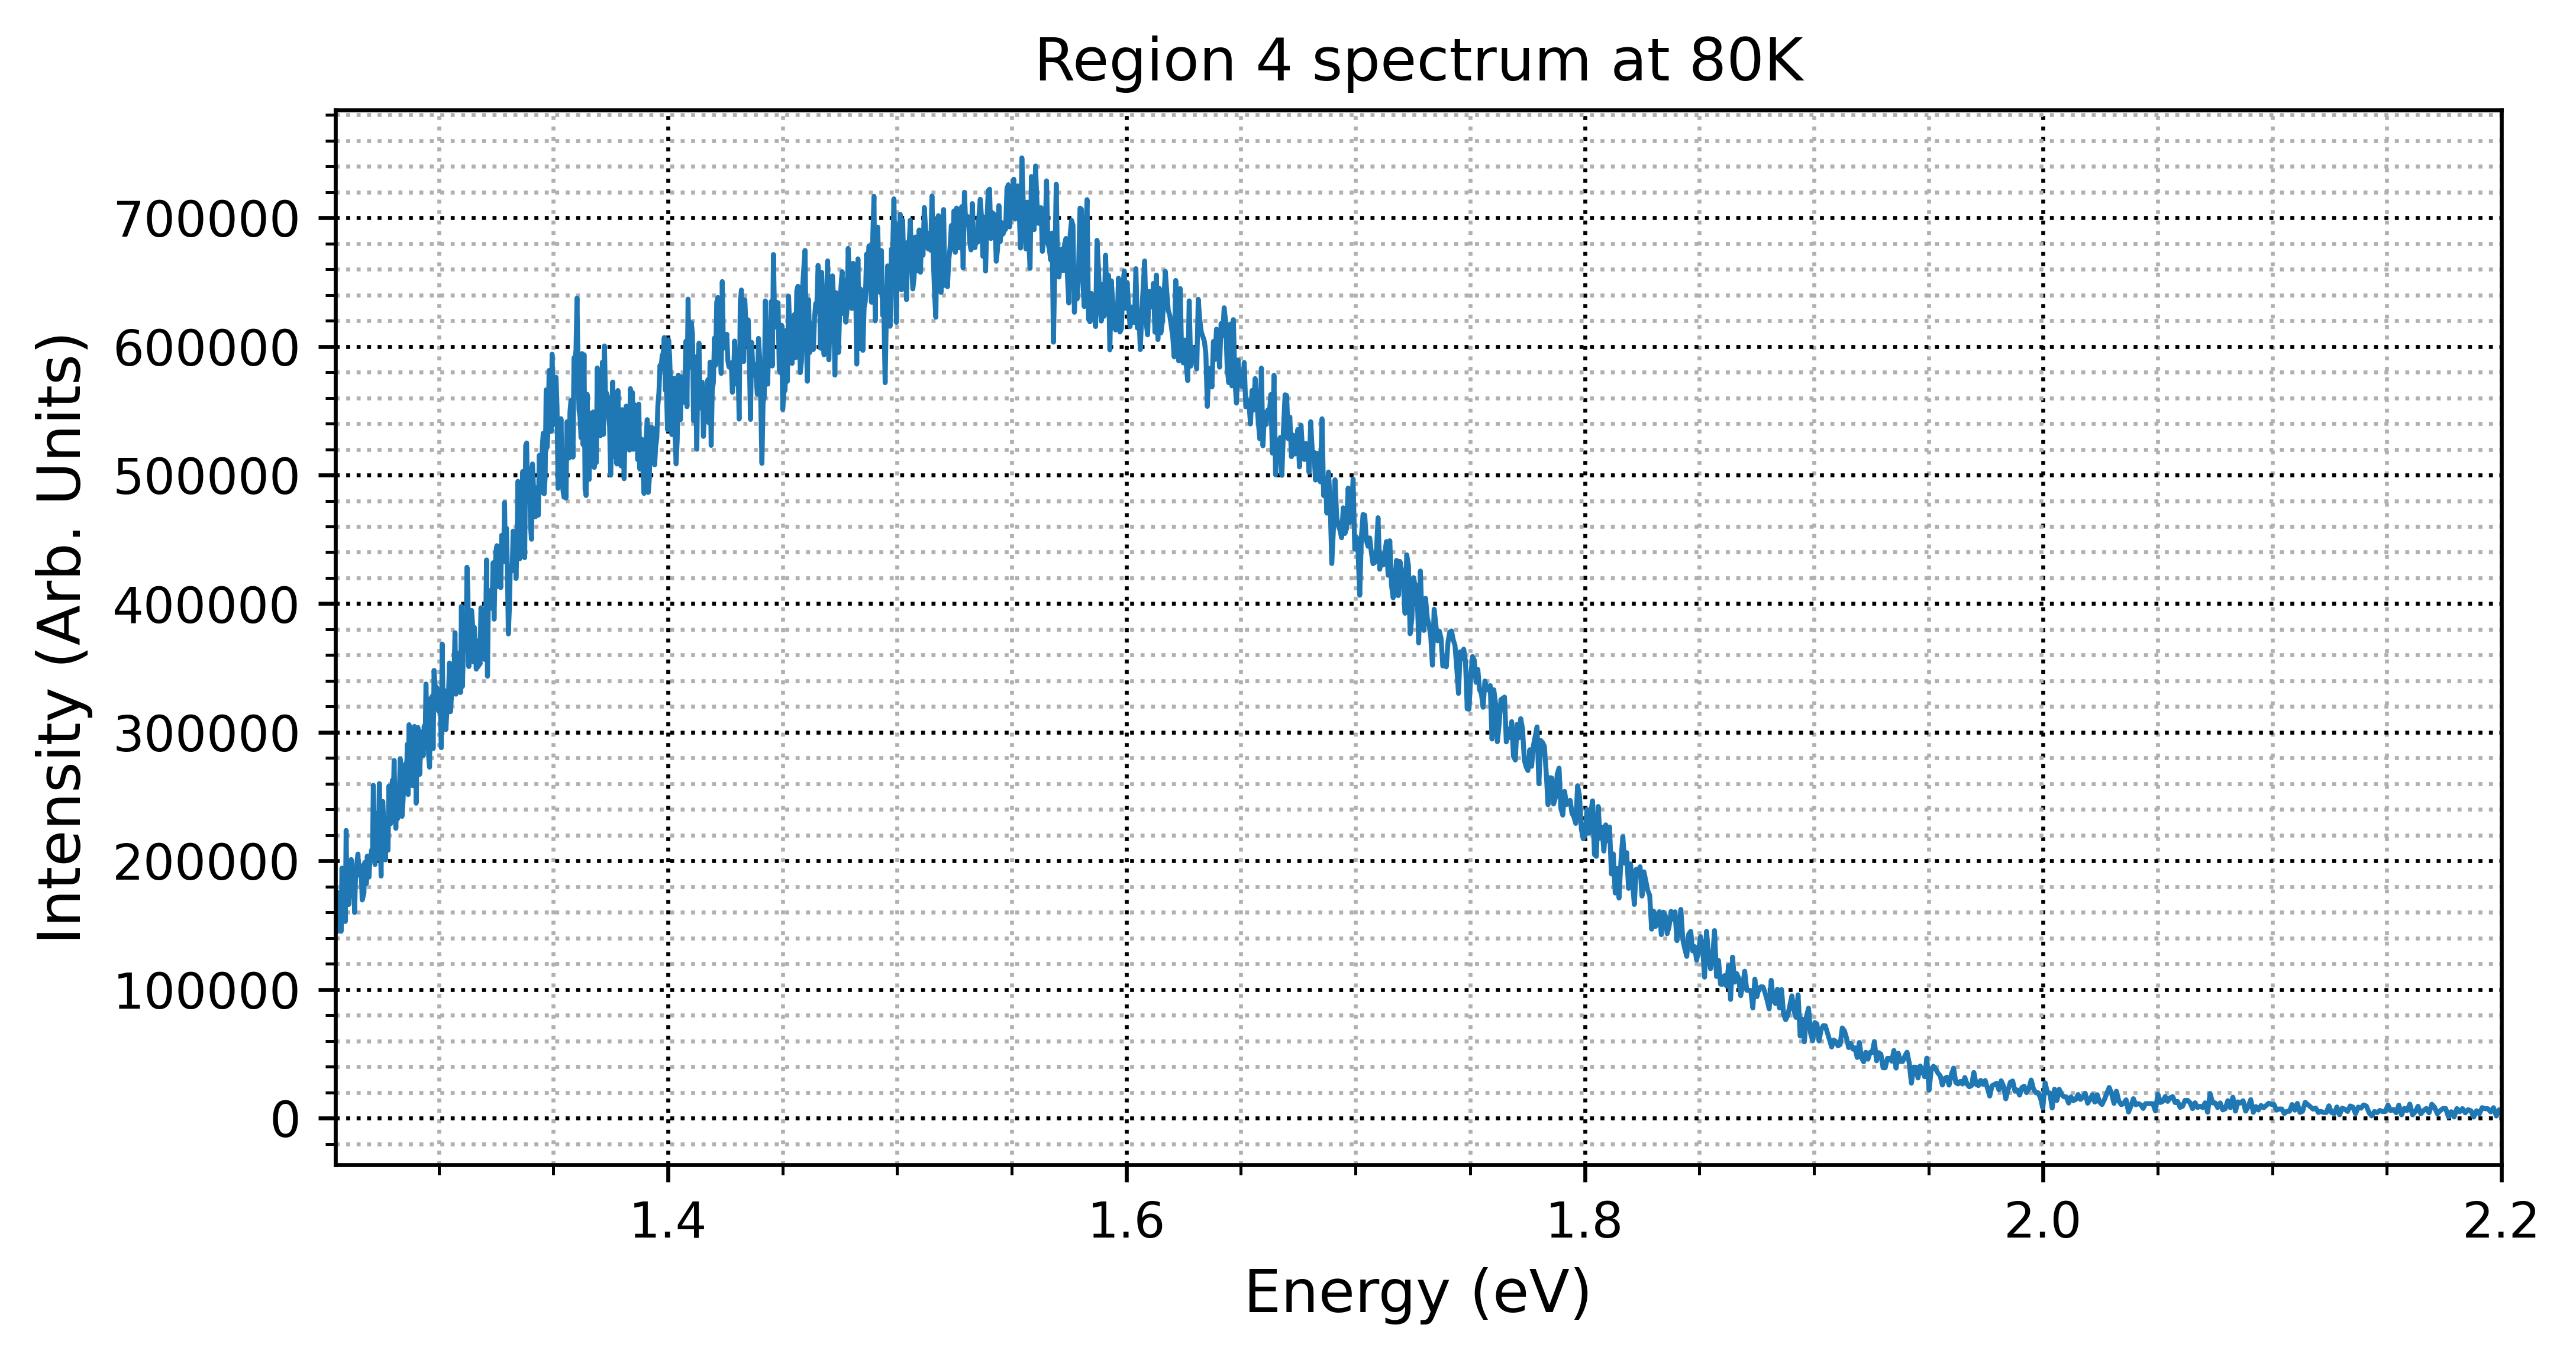 Region 4 spectrum at 80K
Intensity (Arb. Units)
700000
600000
500000
400000
300000
200000
100000
0
1.4 1.6 1.8 2.0 2.2
Energy (eV)